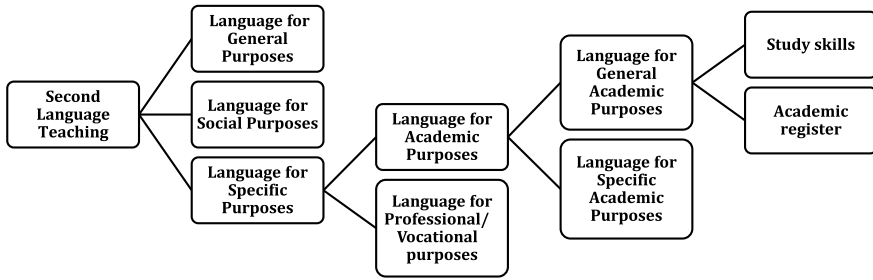 Second
Language
Teaching
Language for
General
Purposes
Language for
Social Purposes
Language for
Specific
Purposes
Language for
Academic
Purposes
Language for
Professional/
Vocational
purposes
Language for
General
Academic
Purposes
Language for
Specific
Academic
Purposes
Study skills
Academic
register